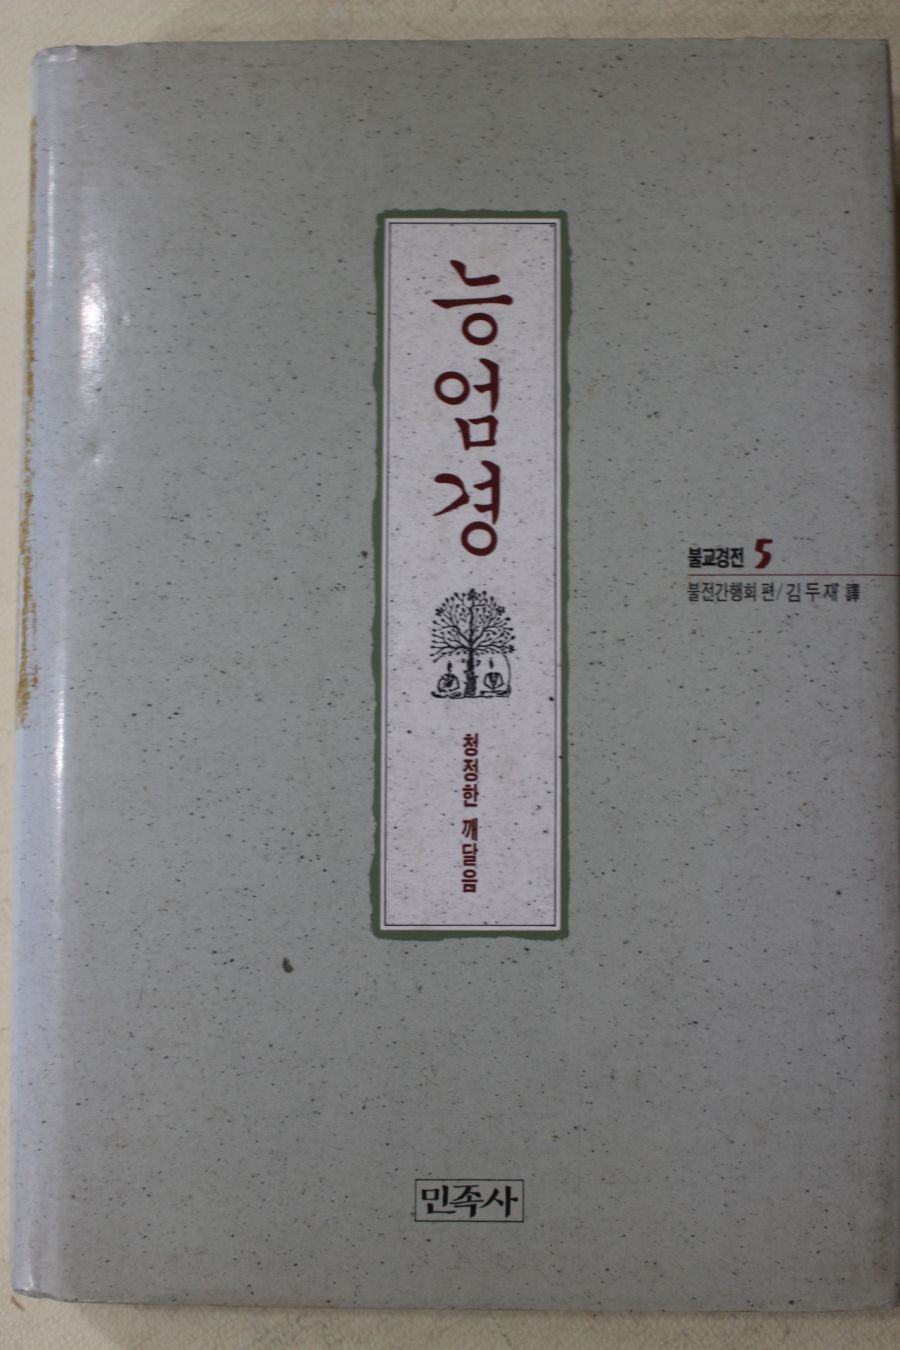 능엄경
청정한 깨달음
불교경전 5
불전간행회 편/김두재 譯
민족사